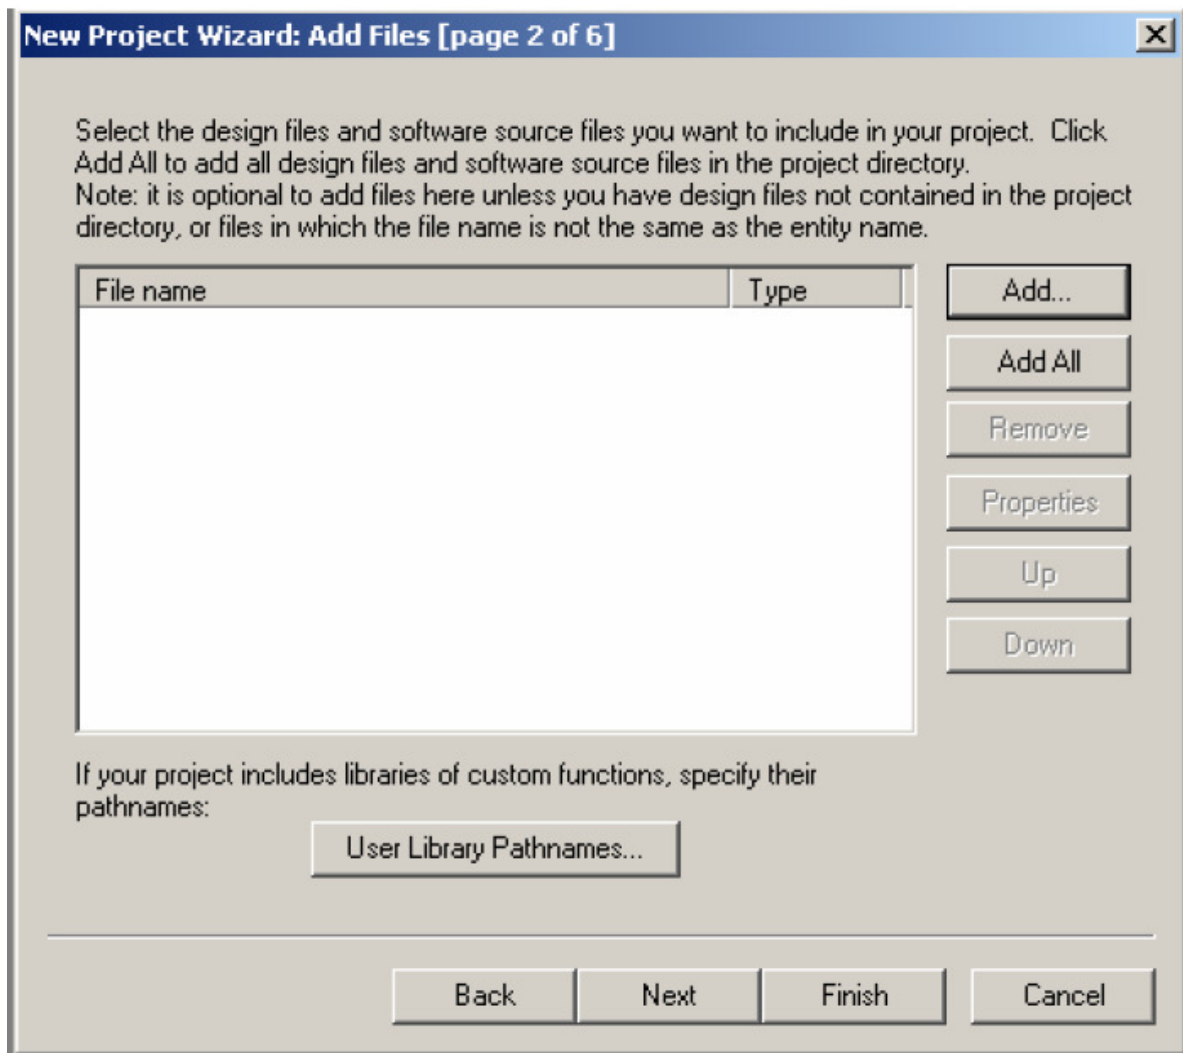 New Project Wizard: Add Files [page 2 of 6]
Select the design files and software source files you want to include in your project.  Click
Add All to add all design files and software source files in the project directory.
Note: it is optional to add files here unless you have design files not contained in the project
directory, or files in which the file name is not the same as the entity name.
File name Type
Add...
Add All
Remove
Properties
Up
Down
If your project includes libraries of custom functions, specify their
pathnames:
User Library Pathnames...
Back Next Finish Cancel